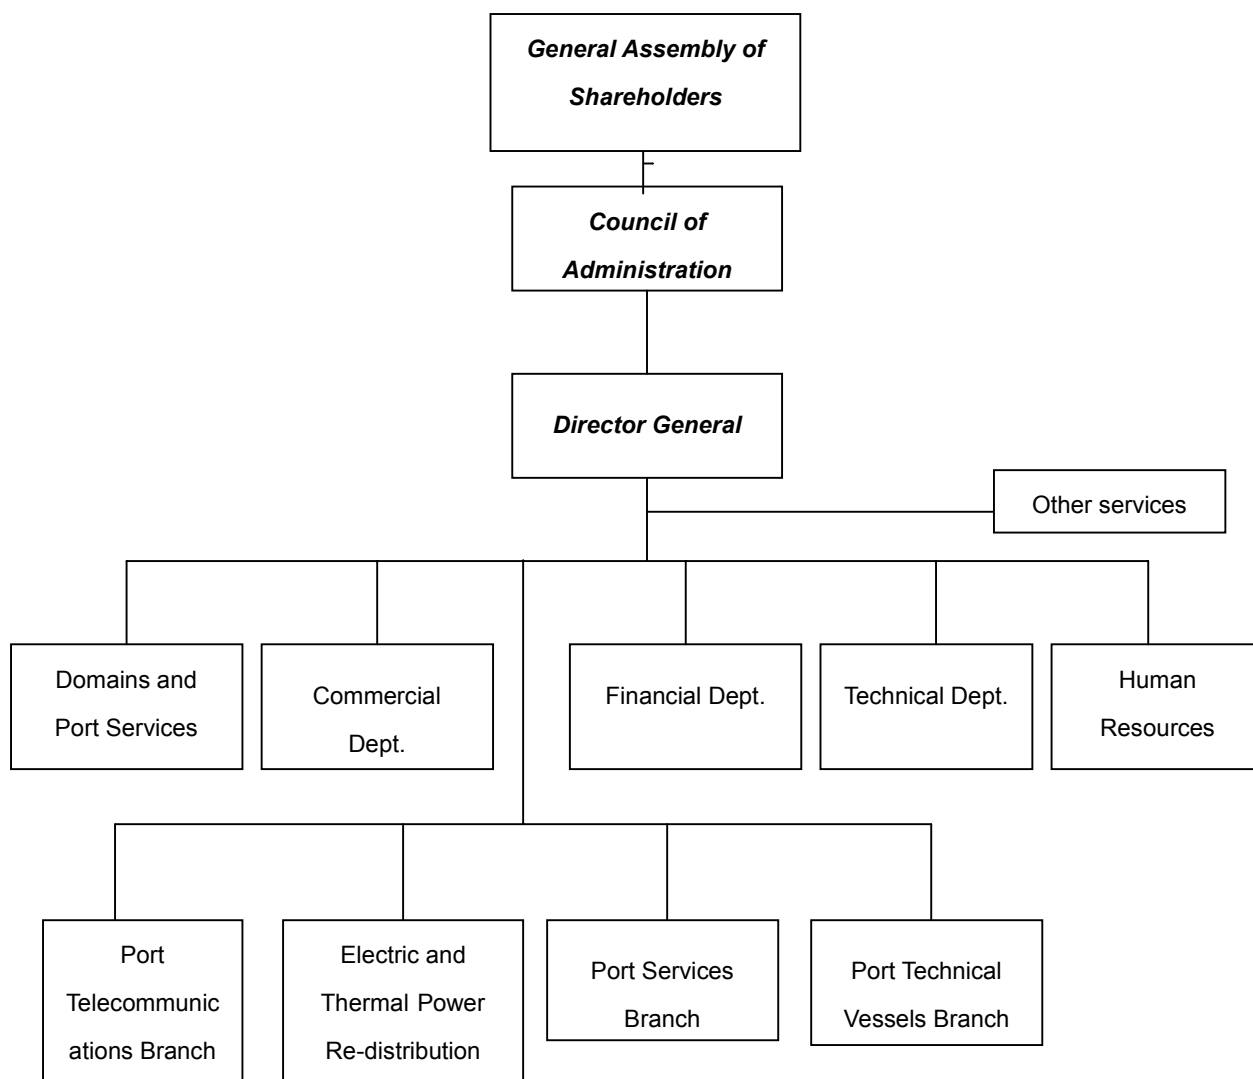 General Assembly of
Shareholders
Council of
Administration
Director General
Other services
Domains and
Port Services
Commercial
Dept.
Financial Dept.
Technical Dept.
Human
Resources
Port
Telecommunic
ations Branch
Electric and
Thermal Power
Re-distribution
Port Services
Branch
Port Technical
Vessels Branch